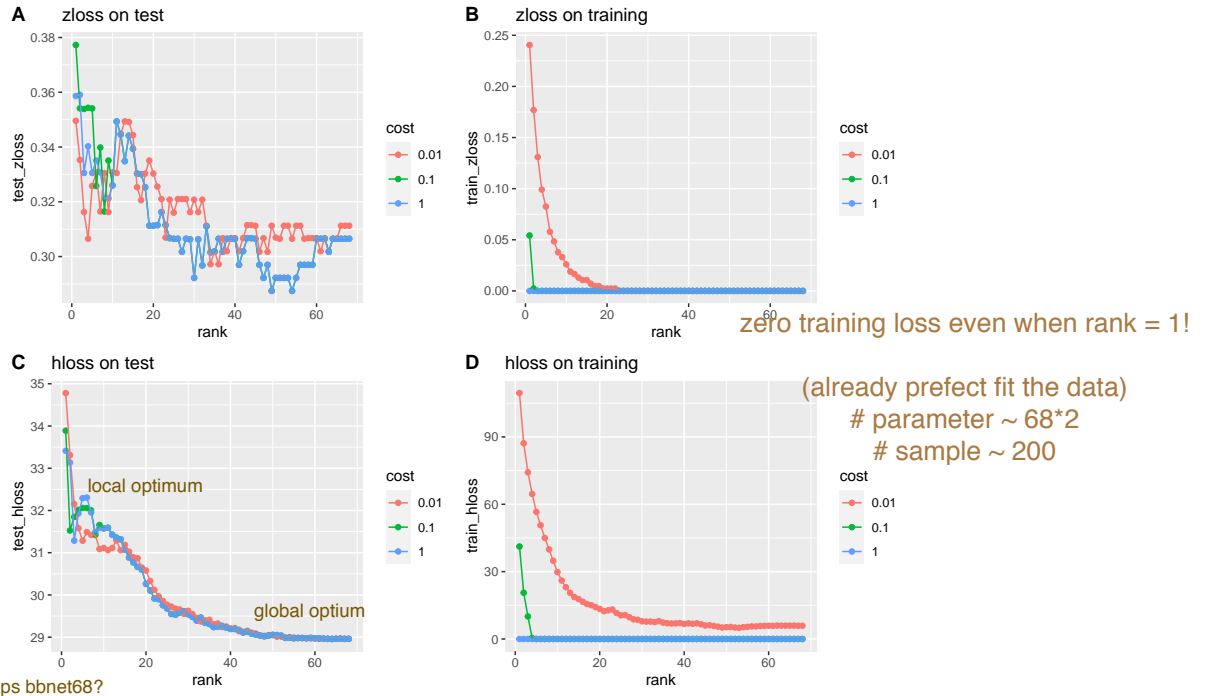 A zloss on test
0.38
0.36
0.34
0.32
0.30
test_zloss
0 20 40 60
rank
cost
0.01
0.1
1
B zloss on training
0.25
0.20
0.15
0.10
0.05
0.00
train_zloss
0 20 40 60
rank
cost
0.01
0.1
1
zero training loss even when rank = 1!
C hloss on test
35
34
33
32
31
30
29
test_hloss
local optimum
global optium
0 20 40 60
rank
cost
0.01
0.1
1
ps bbnet68?
D hloss on training
90
60
30
0
train_hloss
0 20 40 60
rank
(already prefect fit the data)
# parameter ~ 68*2
# sample ~ 200
cost
0.01
0.1
1